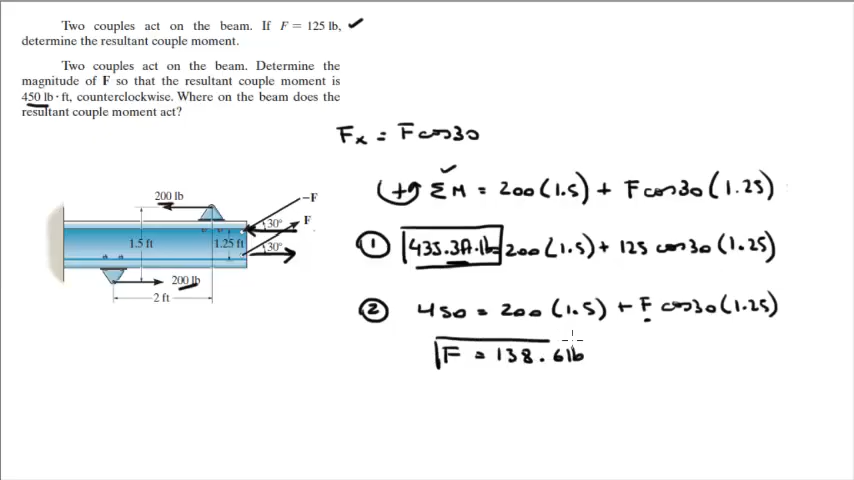 Two couples act on the beam. If F = 125 lb, ✓
determine the resultant couple moment.
Two couples act on the beam. Determine the
magnitude of F so that the resultant couple moment is
450 lb · ft, counterclockwise. Where on the beam does the
resultant couple moment act?
Fx = Fcos30
(+ ΣM = 200(1.5) + Fcos30(1.25)
200 lb
−F
30°
F
1.5 ft
1.25 ft
30°
200 lb
2 ft
① 435.3ft.lb 200(1.5) + 125 cos30(1.25)
② 450 = 200(1.5) + F cos30(1.25)
F = 138.6lb